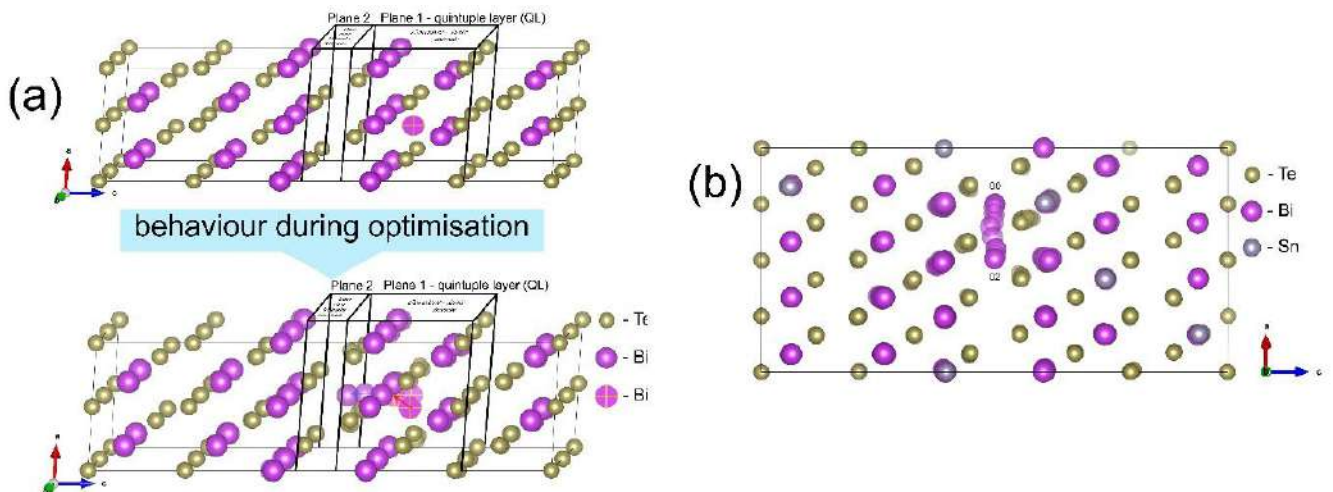 Plane 2 Plane 1 - quintuple layer (QL)
(a)
a
c
behaviour during optimisation
Plane 2 Plane 1 - quintuple layer (QL)
- Te
- Bi
- Bi
a
c
(b)
00
02
- Te
- Bi
- Sn
a
c